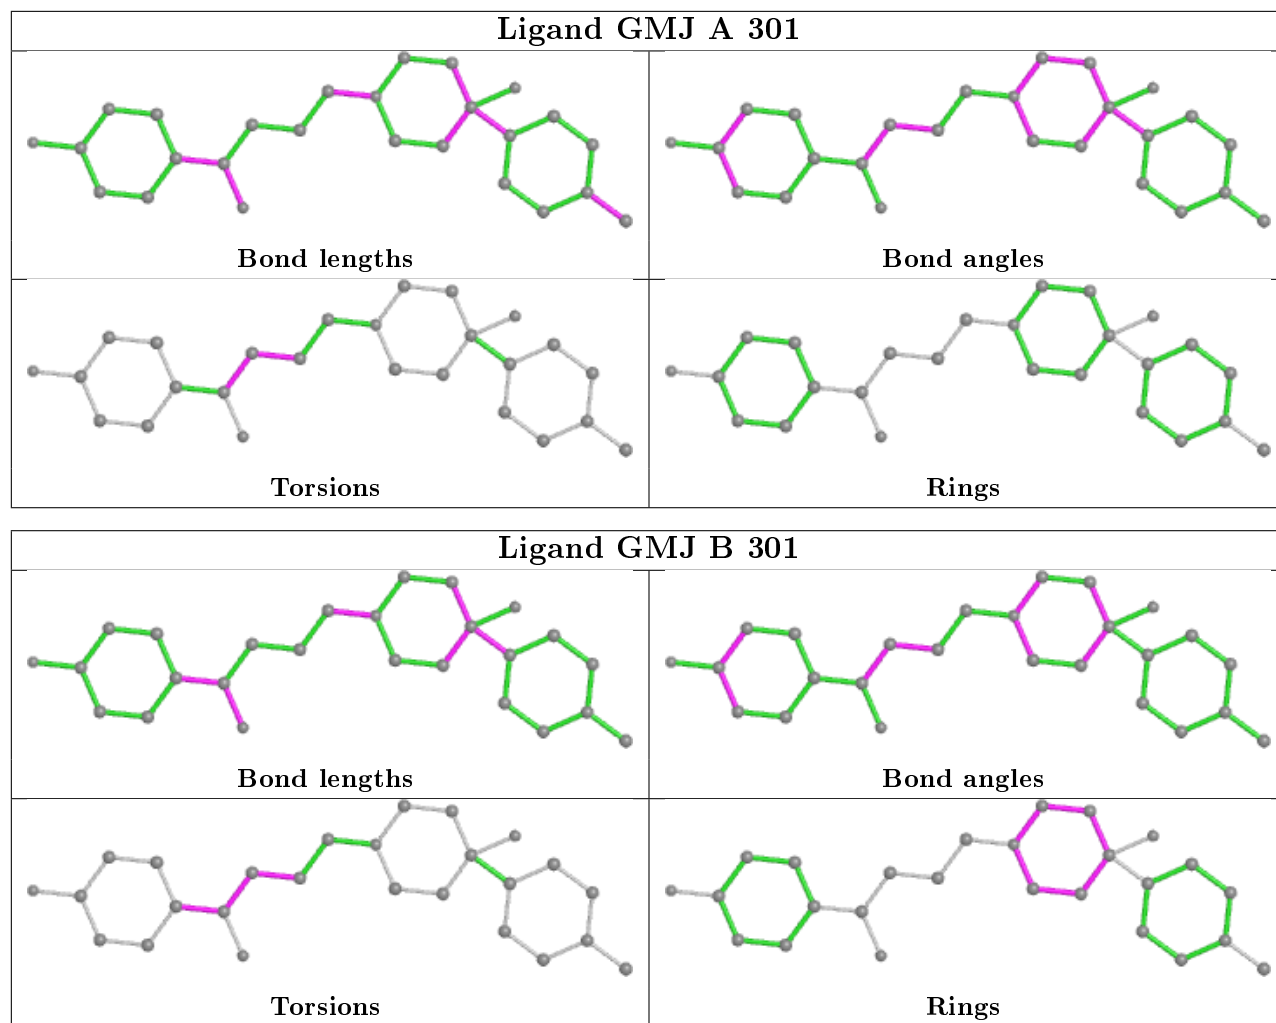 Ligand GMJ A 301
Bond lengths
Bond angles
Torsions
Rings
Ligand GMJ B 301
Bond lengths
Bond angles
Torsions
Rings